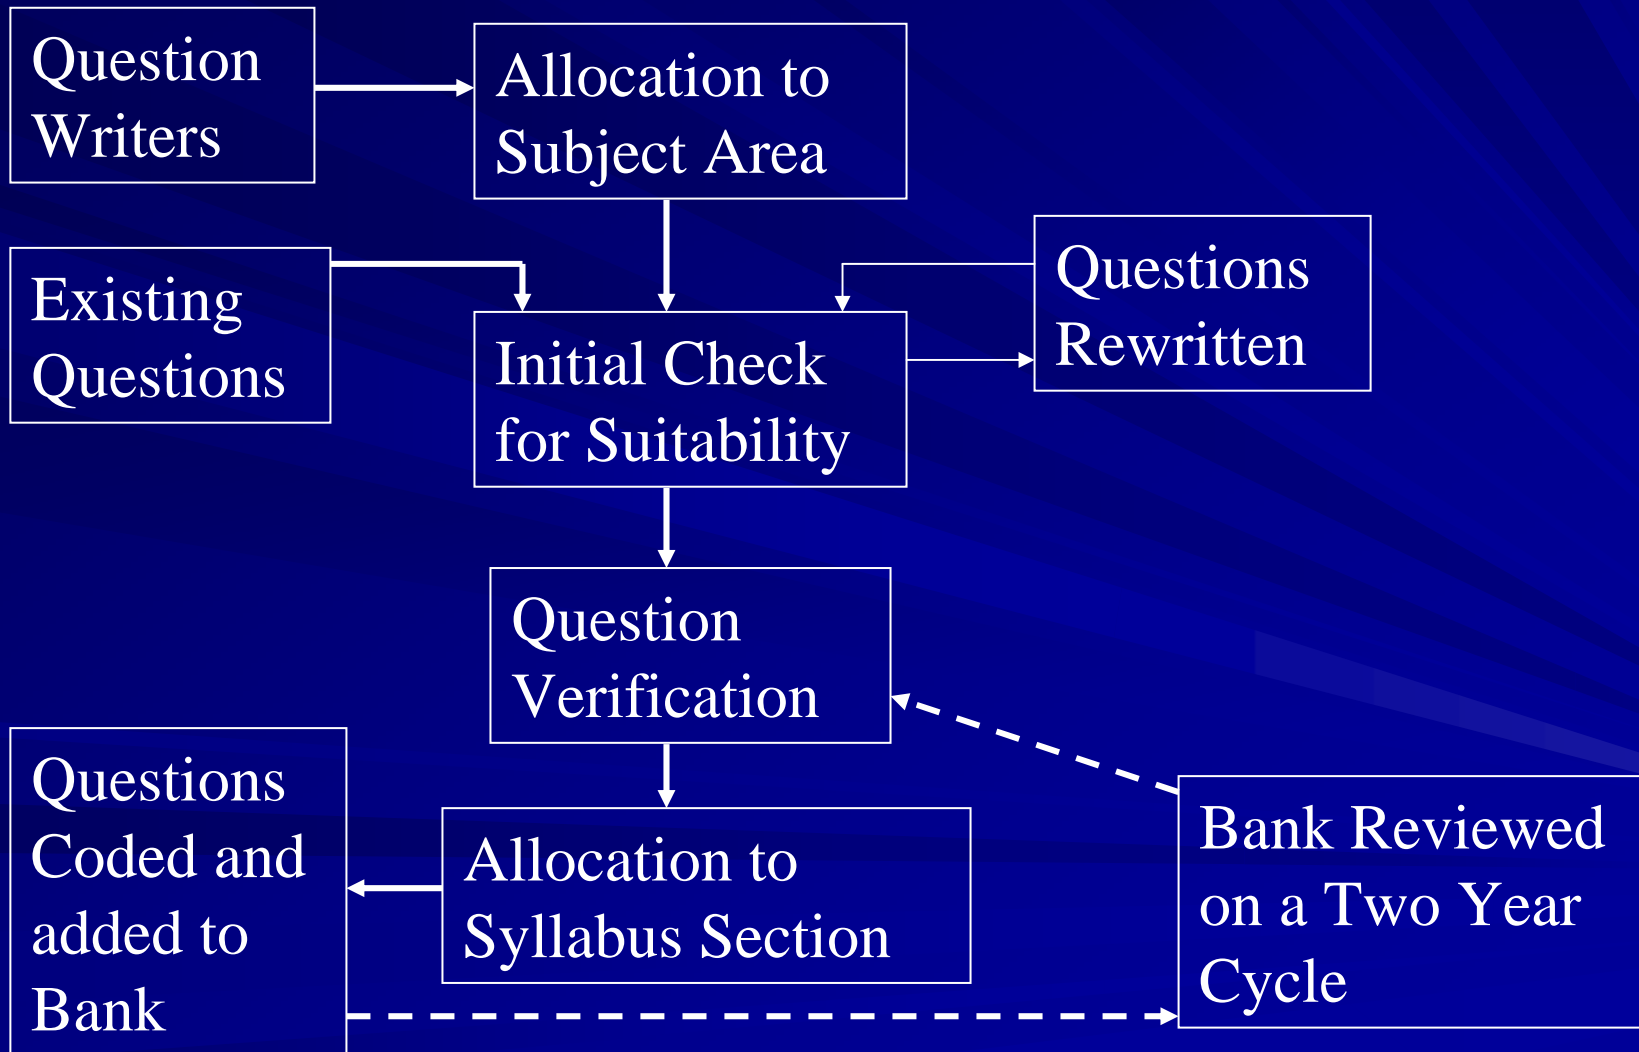 Question
Writers
Allocation to
Subject Area
Existing
Questions
Questions
Rewritten
Initial Check
for Suitability
Question
Verification
Questions
Coded and
added to
Bank
Allocation to
Syllabus Section
Bank Reviewed
on a Two Year
Cycle